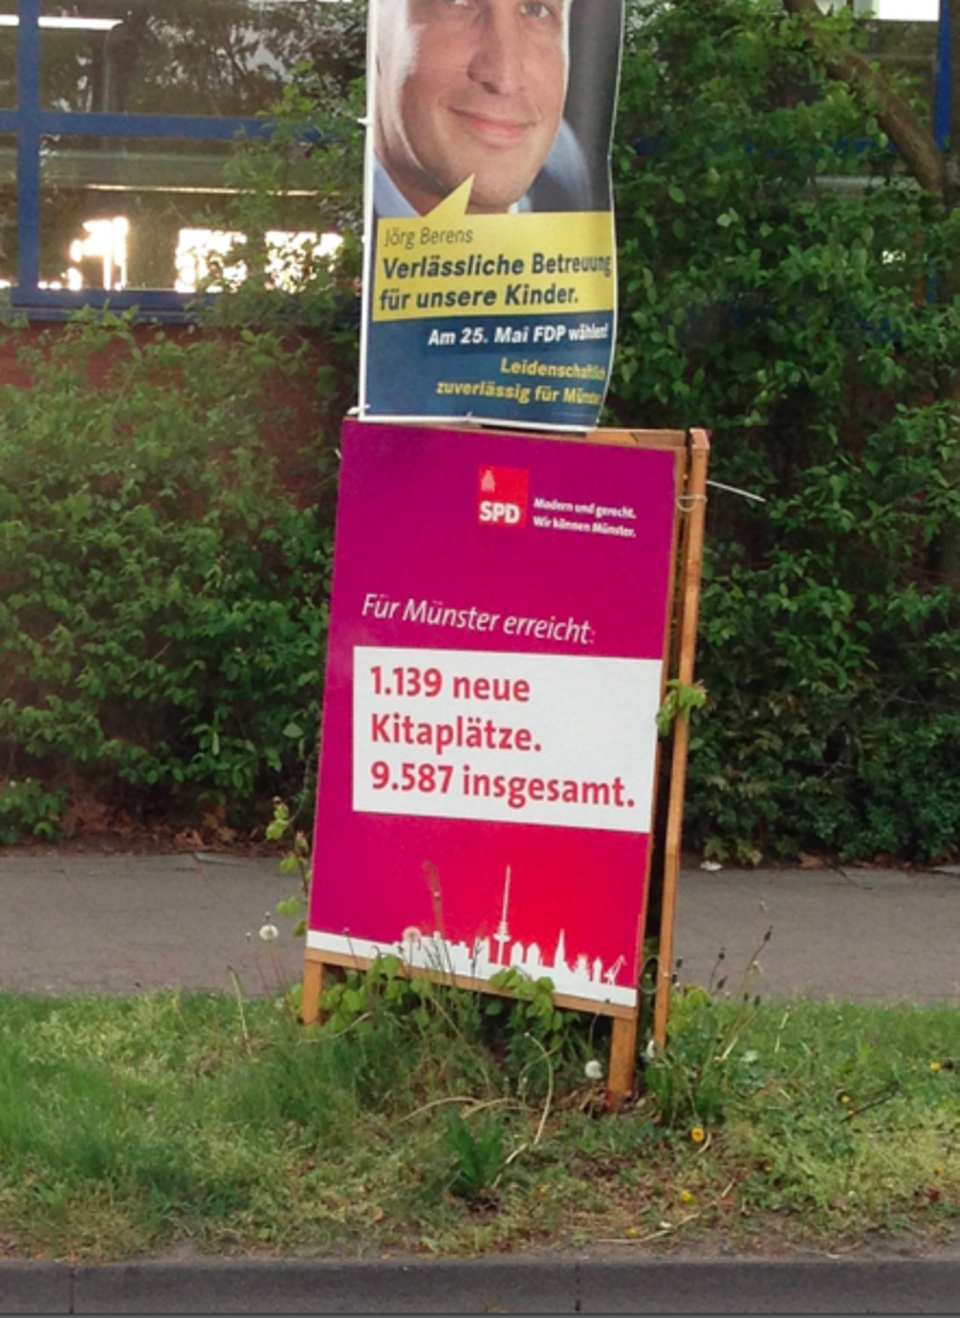 Jörg Berens
Verlässliche Betreuung
für unsere Kinder.
Am 25. Mai FDP wählen!
Leidenschaftlich
zuverlässig für Münster
SPD
Modern und gerecht.
Wir können Münster.
Für Münster erreicht:
1.139 neue
Kitaplätze.
9.587 insgesamt.